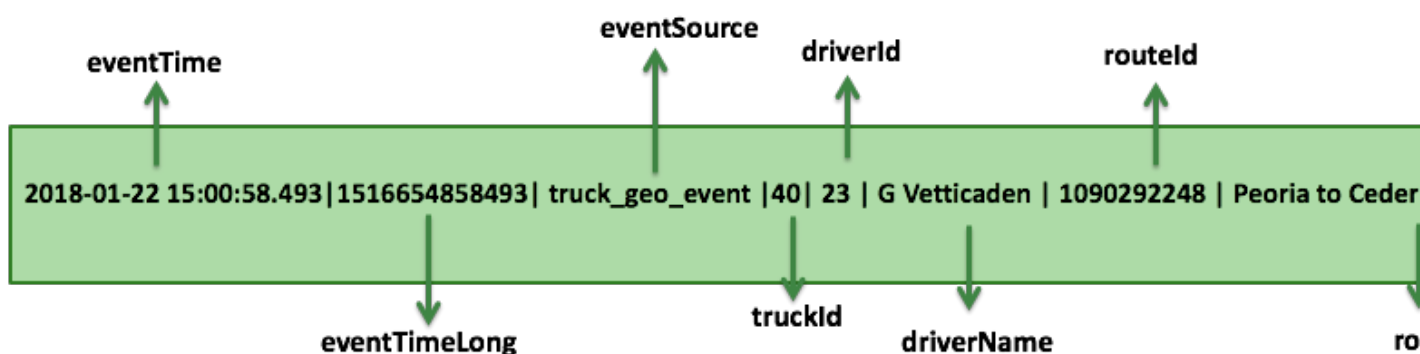 eventSource
eventTime
driverId
routeId
2018-01-22 15:00:58.493|1516654858493| truck_geo_event |40| 23 | G Vetticaden | 1090292248 | Peoria to Ceder
truckId
eventTimeLong
driverName
ro